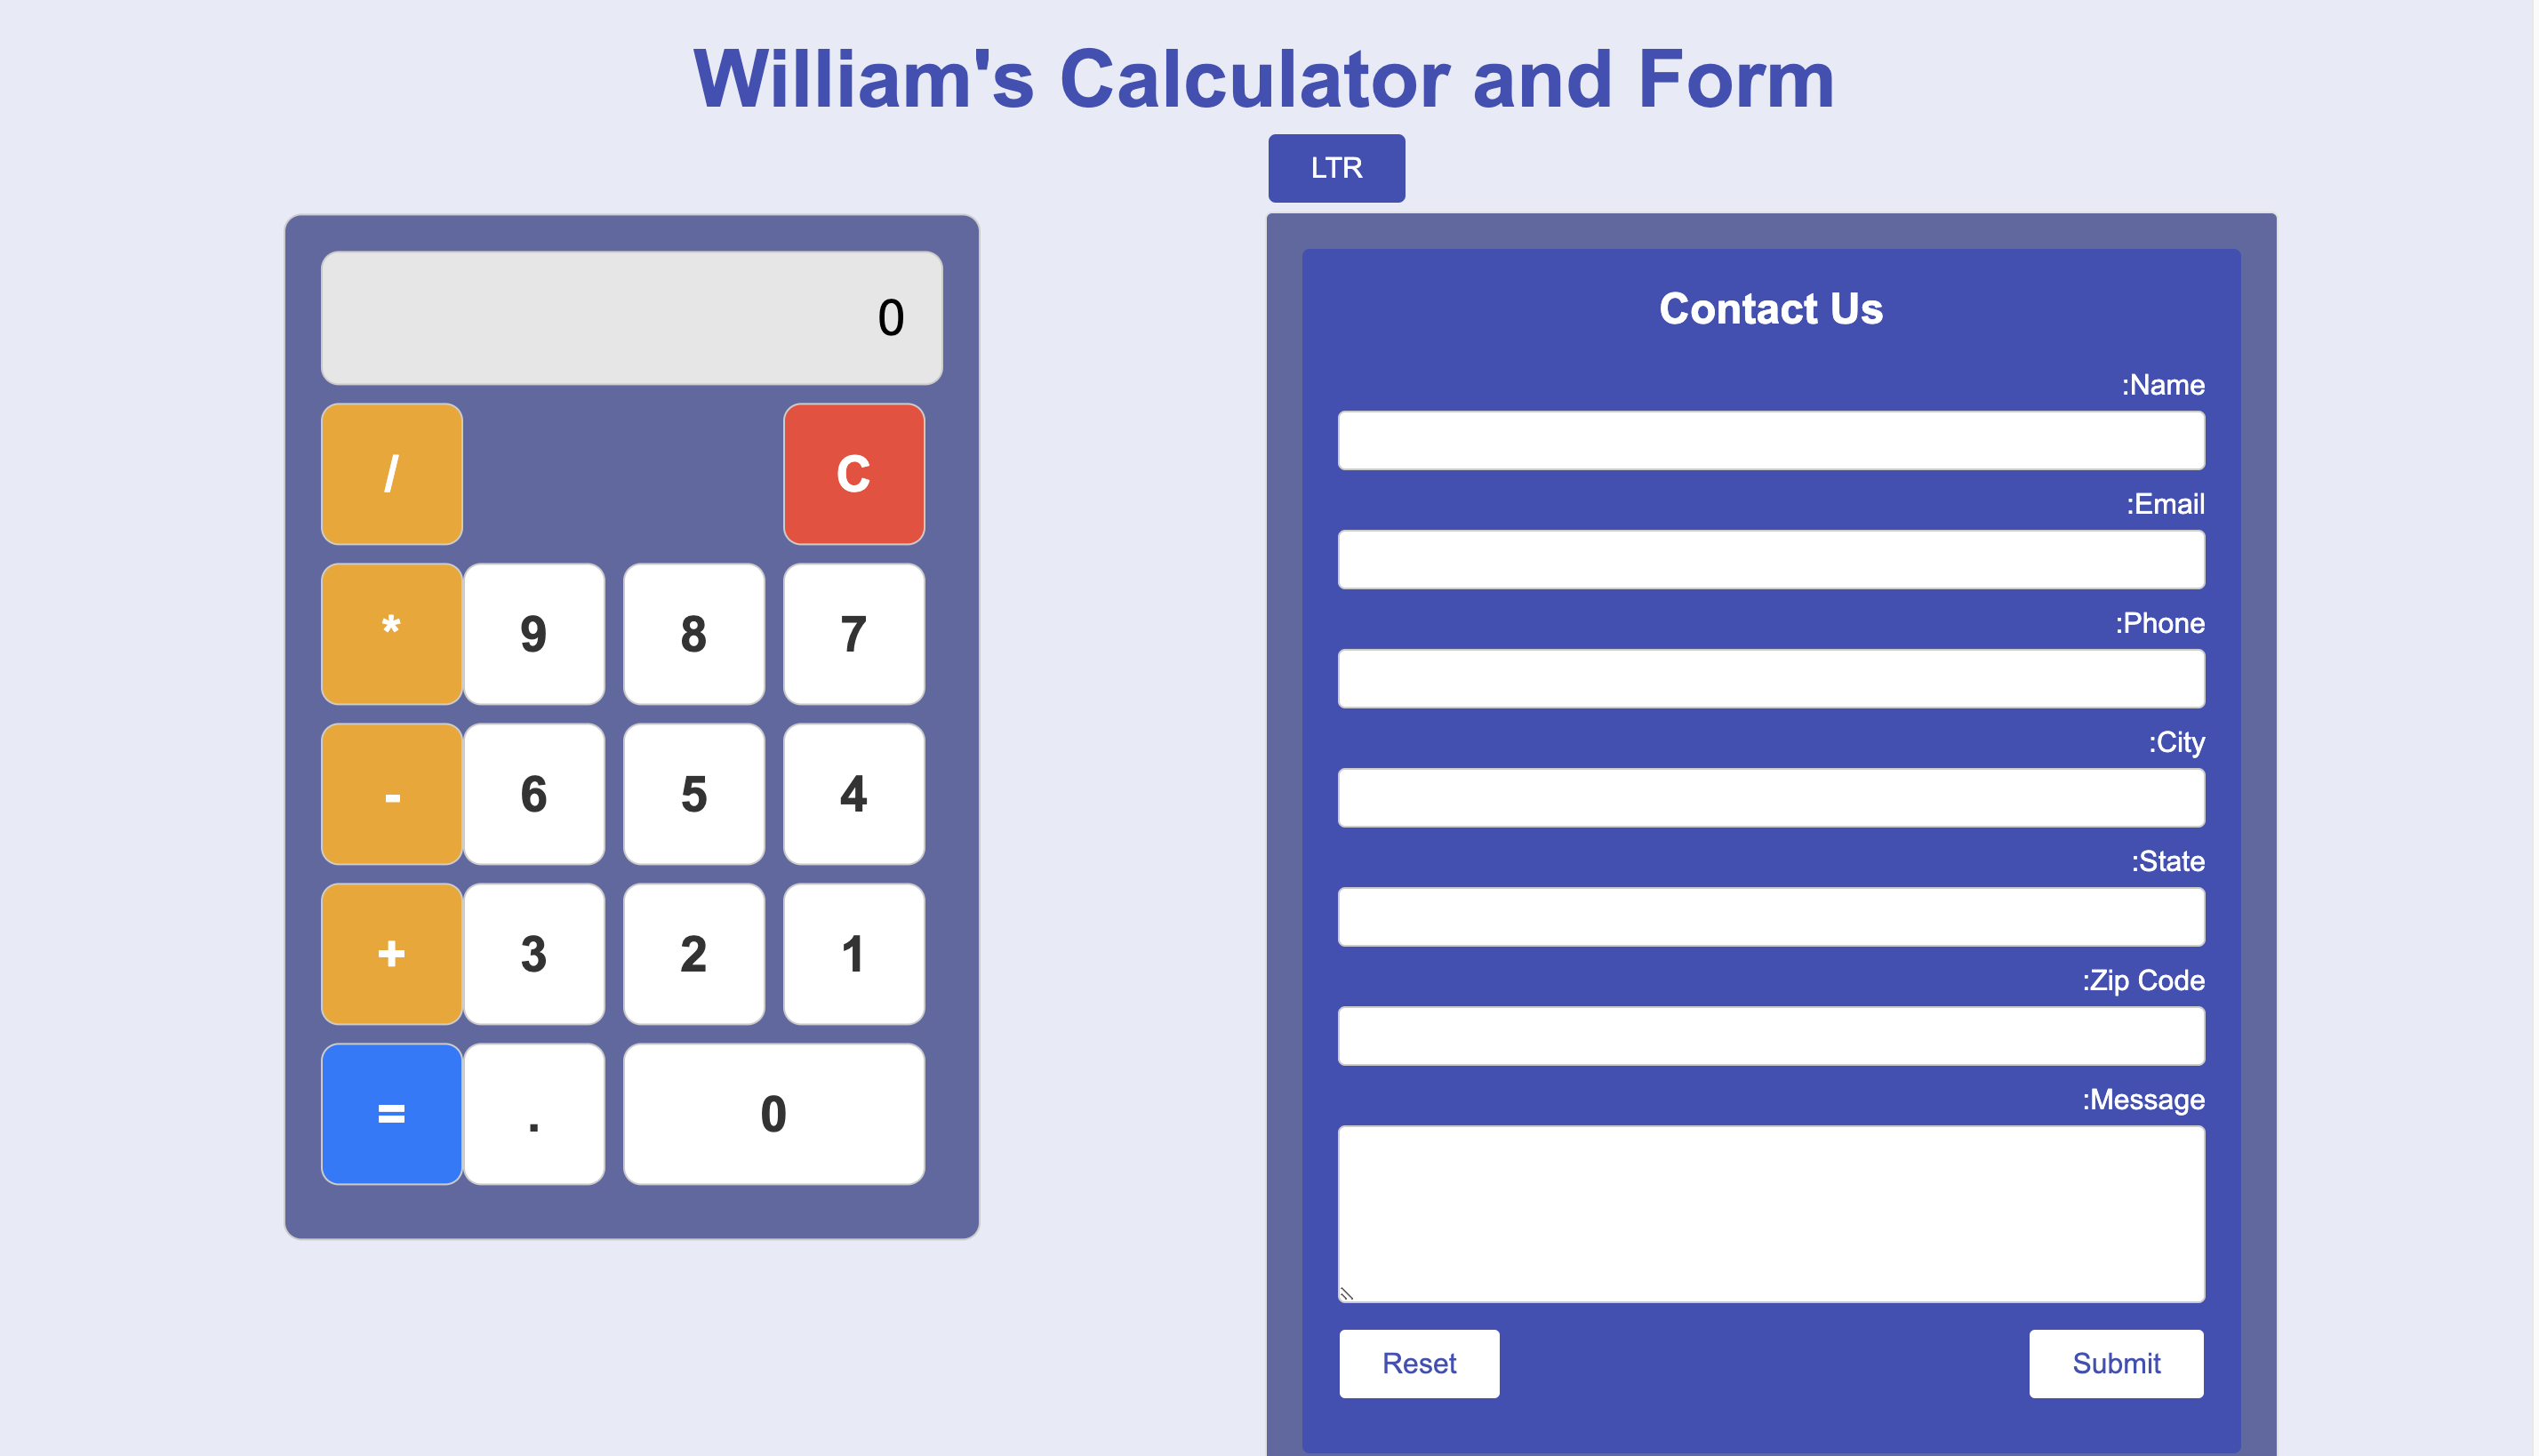 William's Calculator and Form
LTR
0
/ C
* 9 8 7
- 6 5 4
+ 3 2 1
= . 0
Contact Us
:Name
:Email
:Phone
:City
:State
:Zip Code
:Message
Reset Submit